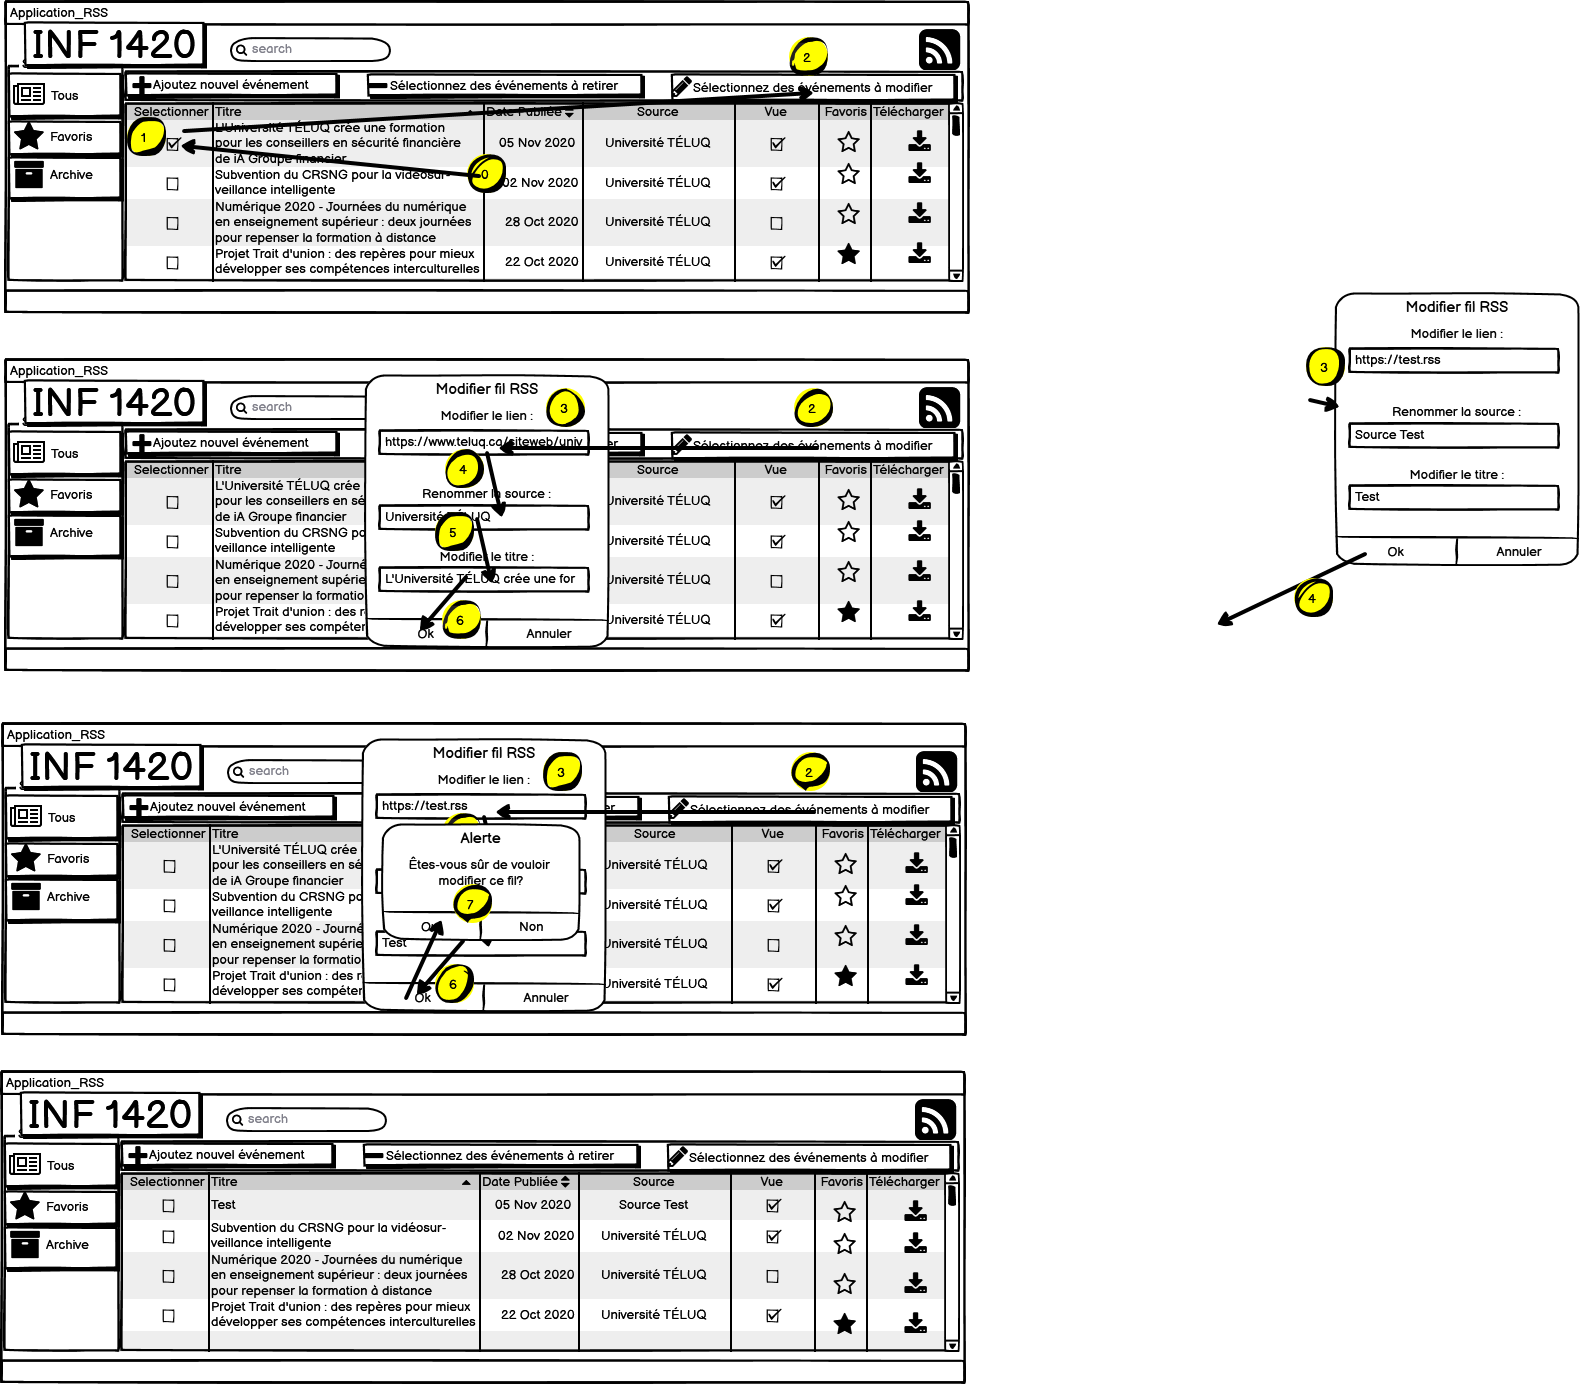 Application_RSS
INF 1420
search
2
Ajoutez nouvel événement
Sélectionnez des événements à retirer
Sélectionnez des événements à modifier
Tous
Favoris
Archive
Selectionner
Titre
Date Publiée
Source
Vue
Favoris
Télécharger
1
L'Université TÉLUQ crée une formation
pour les conseillers en sécurité financière
de iA Groupe financier
05 Nov 2020
Université TÉLUQ
0
Subvention du CRSNG pour la vidéosur-
veillance intelligente
02 Nov 2020
Université TÉLUQ
Numérique 2020 - Journées du numérique
en enseignement supérieur : deux journées
pour repenser la formation à distance
28 Oct 2020
Université TÉLUQ
Projet Trait d'union : des repères pour mieux
développer ses compétences interculturelles
22 Oct 2020
Université TÉLUQ
Modifier fil RSS
Modifier le lien :
3
https://test.rss
Renommer la source :
Source Test
Modifier le titre :
Test
Ok
Annuler
4
Application_RSS
INF 1420
search
Modifier fil RSS
Modifier le lien :
3
2
https://www.teluq.ca/siteweb/univ
4
Renommer la source :
Université TÉLUQ
5
Modifier le titre :
L'Université TÉLUQ crée une for
6
Ok
Annuler
Ajoutez nouvel événement
er
Sélectionnez des événements à modifier
Tous
Favoris
Archive
Selectionner
Titre
Source
Vue
Favoris
Télécharger
L'Université TÉLUQ crée
pour les conseillers en sé
de iA Groupe financier
Université TÉLUQ
Subvention du CRSNG po
veillance intelligente
Université TÉLUQ
Numérique 2020 - Journé
en enseignement supérie
pour repenser la formatio
Université TÉLUQ
Projet Trait d'union : des r
développer ses compéter
Université TÉLUQ
Application_RSS
INF 1420
search
Modifier fil RSS
Modifier le lien :
3
2
https://test.rss
Alerte
Êtes-vous sûr de vouloir
modifier ce fil?
7
Non
Test
6
Ok
Annuler
Ajoutez nouvel événement
er
Sélectionnez des événements à modifier
Tous
Favoris
Archive
Selectionner
Titre
Source
Vue
Favoris
Télécharger
L'Université TÉLUQ crée
pour les conseillers en sé
de iA Groupe financier
Université TÉLUQ
Subvention du CRSNG po
veillance intelligente
Université TÉLUQ
Numérique 2020 - Journé
en enseignement supérie
pour repenser la formatio
Université TÉLUQ
Projet Trait d'union : des r
développer ses compéter
Université TÉLUQ
Application_RSS
INF 1420
search
Ajoutez nouvel événement
Sélectionnez des événements à retirer
Sélectionnez des événements à modifier
Tous
Favoris
Archive
Selectionner
Titre
Date Publiée
Source
Vue
Favoris
Télécharger
Test
05 Nov 2020
Source Test
Subvention du CRSNG pour la vidéosur-
veillance intelligente
02 Nov 2020
Université TÉLUQ
Numérique 2020 - Journées du numérique
en enseignement supérieur : deux journées
pour repenser la formation à distance
28 Oct 2020
Université TÉLUQ
Projet Trait d'union : des repères pour mieux
développer ses compétences interculturelles
22 Oct 2020
Université TÉLUQ